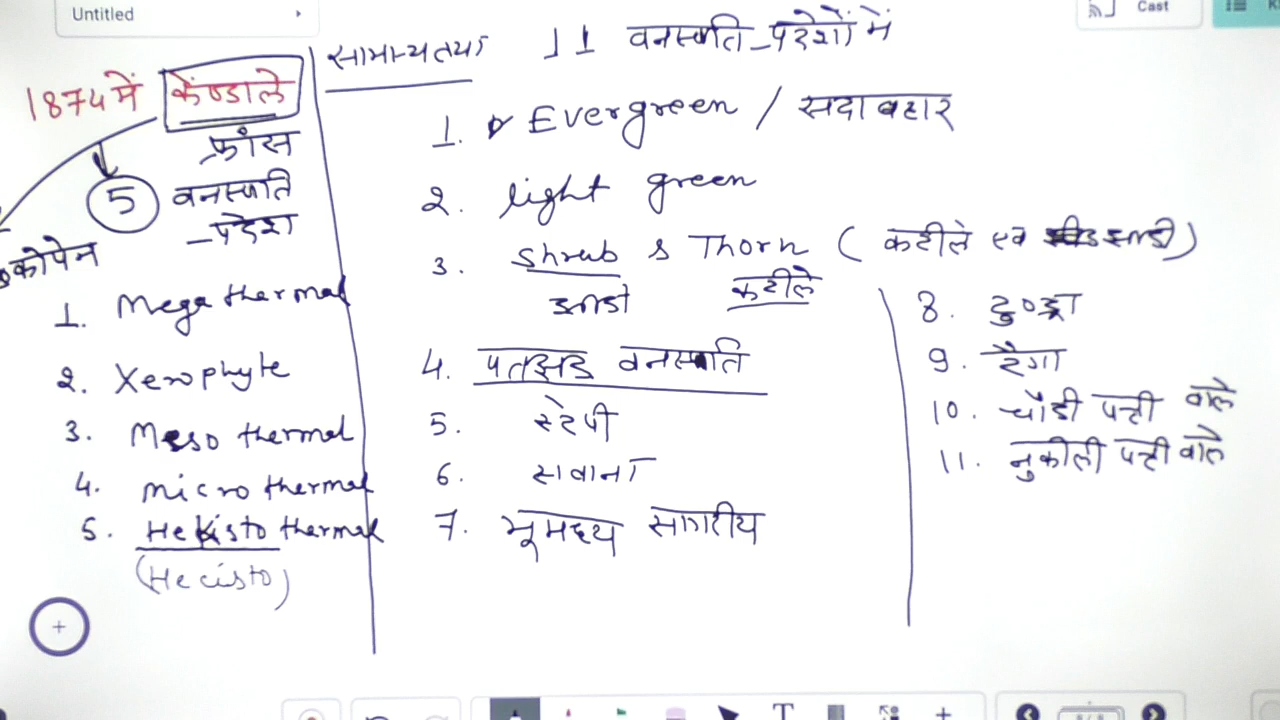 Untitled
Cast
1874 में केंण्डाले
फ्रांस
5 वनस्पति
-प्रदेश
कोपेन
1. Mega thermal
2. Xerophyte
3. Meso thermal
4. micro thermal
5. Hekisto thermal
(Hecisto)
सामान्यतयाः 11 वनस्पति-प्रदेशों में
1. Evergreen / सदाबहार
2. light green
3. Shrub & Thorn ( कटीले एव झाडी)
झाडी कटीले
4. पतझड वनस्पति
5. स्टेपी
6. सवाना
7. भूमध्य सागरीय
8. टुण्ड्रा
9. टैगा
10. चौडी पत्ती वाले
11. नुकीली पत्ती वाले
T